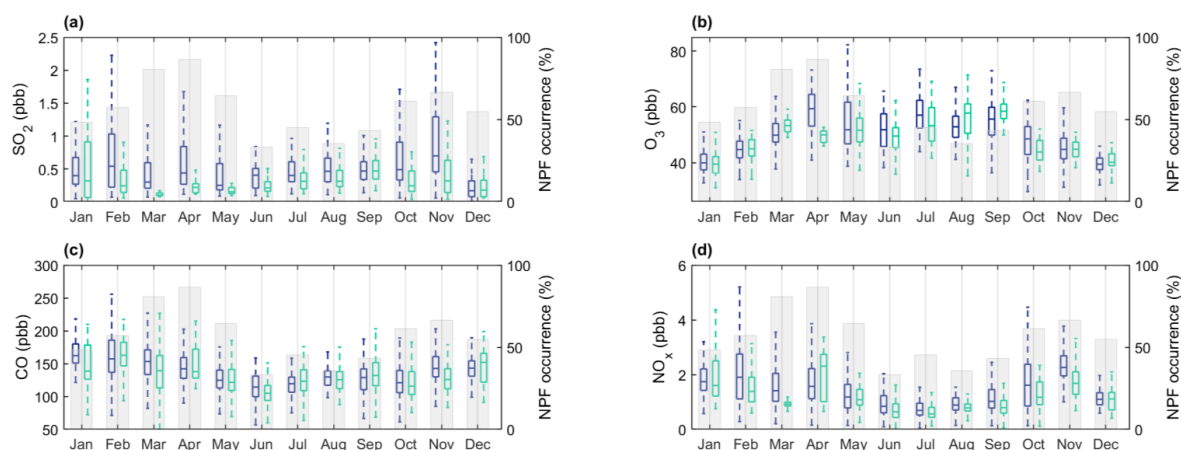 (a)
2.5
2
1.5
1
0.5
0
SO2 (pbb)
100
50
0
NPF occurrence (%)
Jan Feb Mar Apr May Jun Jul Aug Sep Oct Nov Dec
(b)
80
60
40
O3 (pbb)
100
50
0
NPF occurrence (%)
Jan Feb Mar Apr May Jun Jul Aug Sep Oct Nov Dec
(c)
300
250
200
150
100
50
CO (pbb)
100
50
0
NPF occurrence (%)
Jan Feb Mar Apr May Jun Jul Aug Sep Oct Nov Dec
(d)
6
4
2
0
NOx (pbb)
100
50
0
NPF occurrence (%)
Jan Feb Mar Apr May Jun Jul Aug Sep Oct Nov Dec